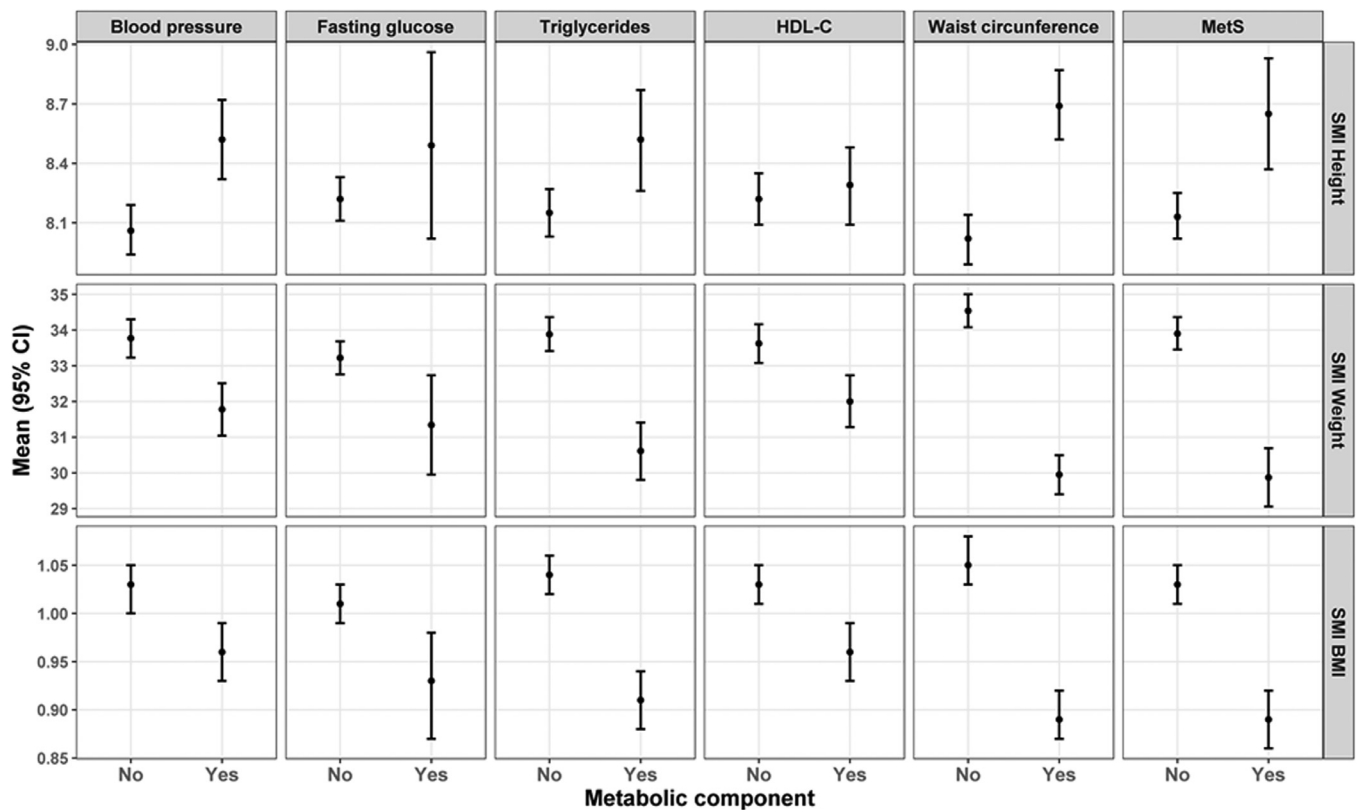 Blood pressure
Fasting glucose
Triglycerides
HDL-C
Waist circunference
MetS
9.0
8.7
8.4
8.1
SMI Height
35
34
33
32
31
30
29
SMI Weight
1.05
1.00
0.95
0.90
0.85
SMI BMI
Mean (95% CI)
No Yes
No Yes
No Yes
No Yes
No Yes
No Yes
Metabolic component